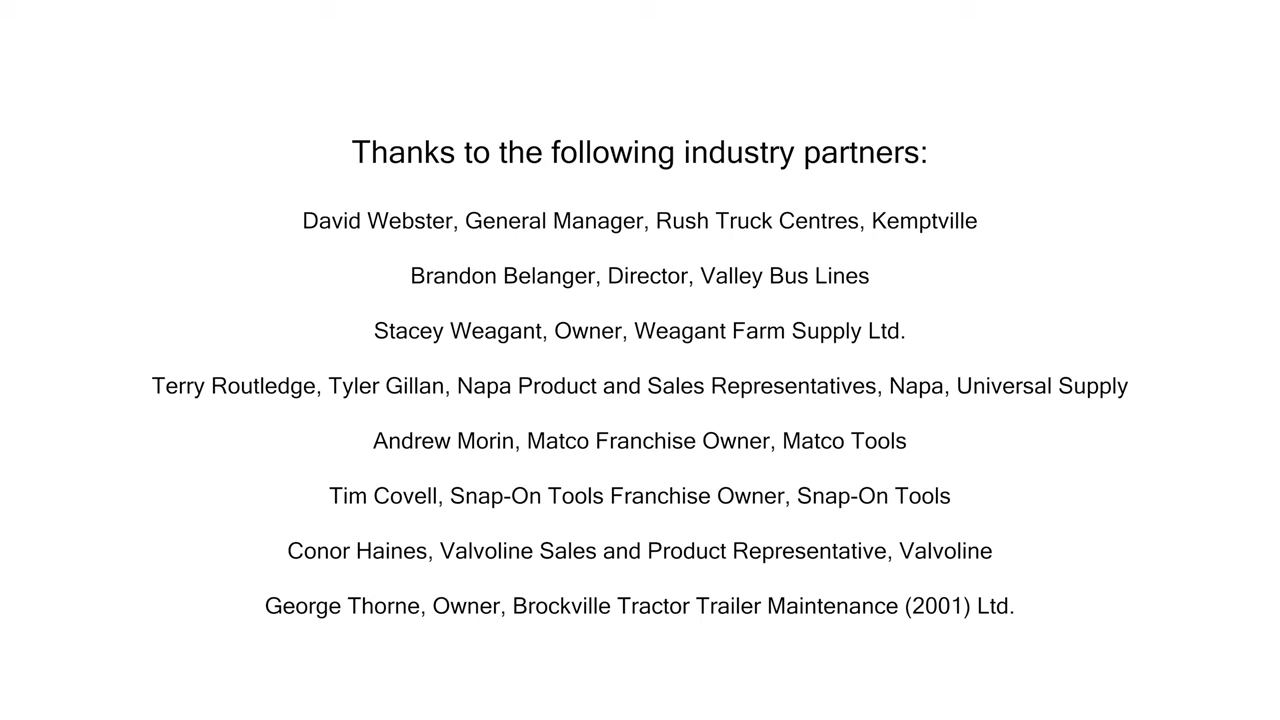 Thanks to the following industry partners:
David Webster, General Manager, Rush Truck Centres, Kemptville
Brandon Belanger, Director, Valley Bus Lines
Stacey Weagant, Owner, Weagant Farm Supply Ltd.
Terry Routledge, Tyler Gillan, Napa Product and Sales Representatives, Napa, Universal Supply
Andrew Morin, Matco Franchise Owner, Matco Tools
Tim Covell, Snap-On Tools Franchise Owner, Snap-On Tools
Conor Haines, Valvoline Sales and Product Representative, Valvoline
George Thorne, Owner, Brockville Tractor Trailer Maintenance (2001) Ltd.